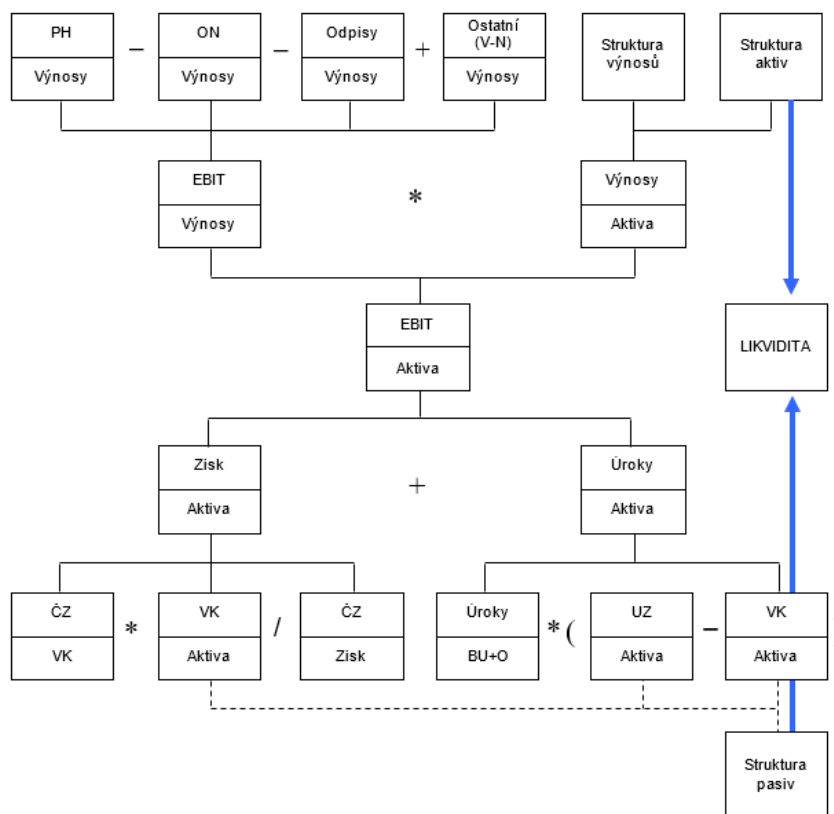 PH
Výnosy
–
ON
Výnosy
–
Odpisy
Výnosy
+
Ostatní
(V-N)
Výnosy
Struktura
výnosů
Struktura
aktiv
EBIT
Výnosy
*
Výnosy
Aktiva
EBIT
Aktiva
LIKVIDITA
Zisk
Aktiva
+
Úroky
Aktiva
ČZ
VK
*
VK
Aktiva
/
ČZ
Zisk
Úroky
BU+O
* (
UZ
Aktiva
–
VK
Aktiva
Struktura
pasiv